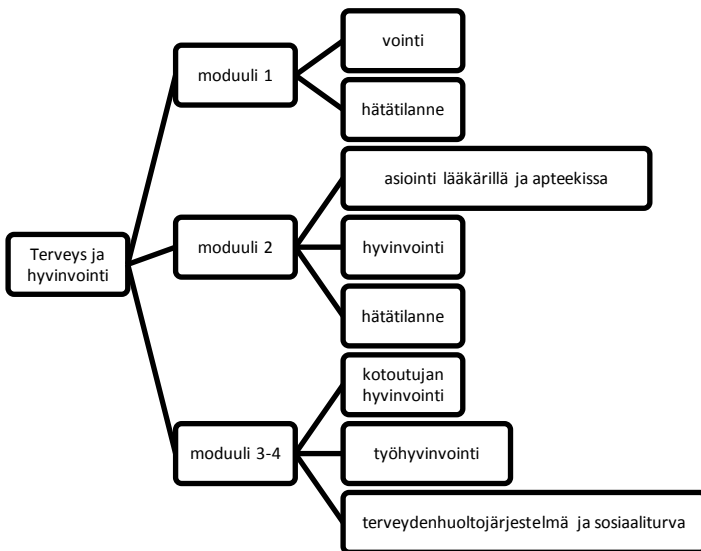 Terveys ja
hyvinvointi
moduuli 1
vointi
hätätilanne
moduuli 2
asiointi lääkärillä ja apteekissa
hyvinvointi
hätätilanne
moduuli 3-4
kotoutujan
hyvinvointi
työhyvinvointi
terveydenhuoltojärjestelmä ja sosiaaliturva